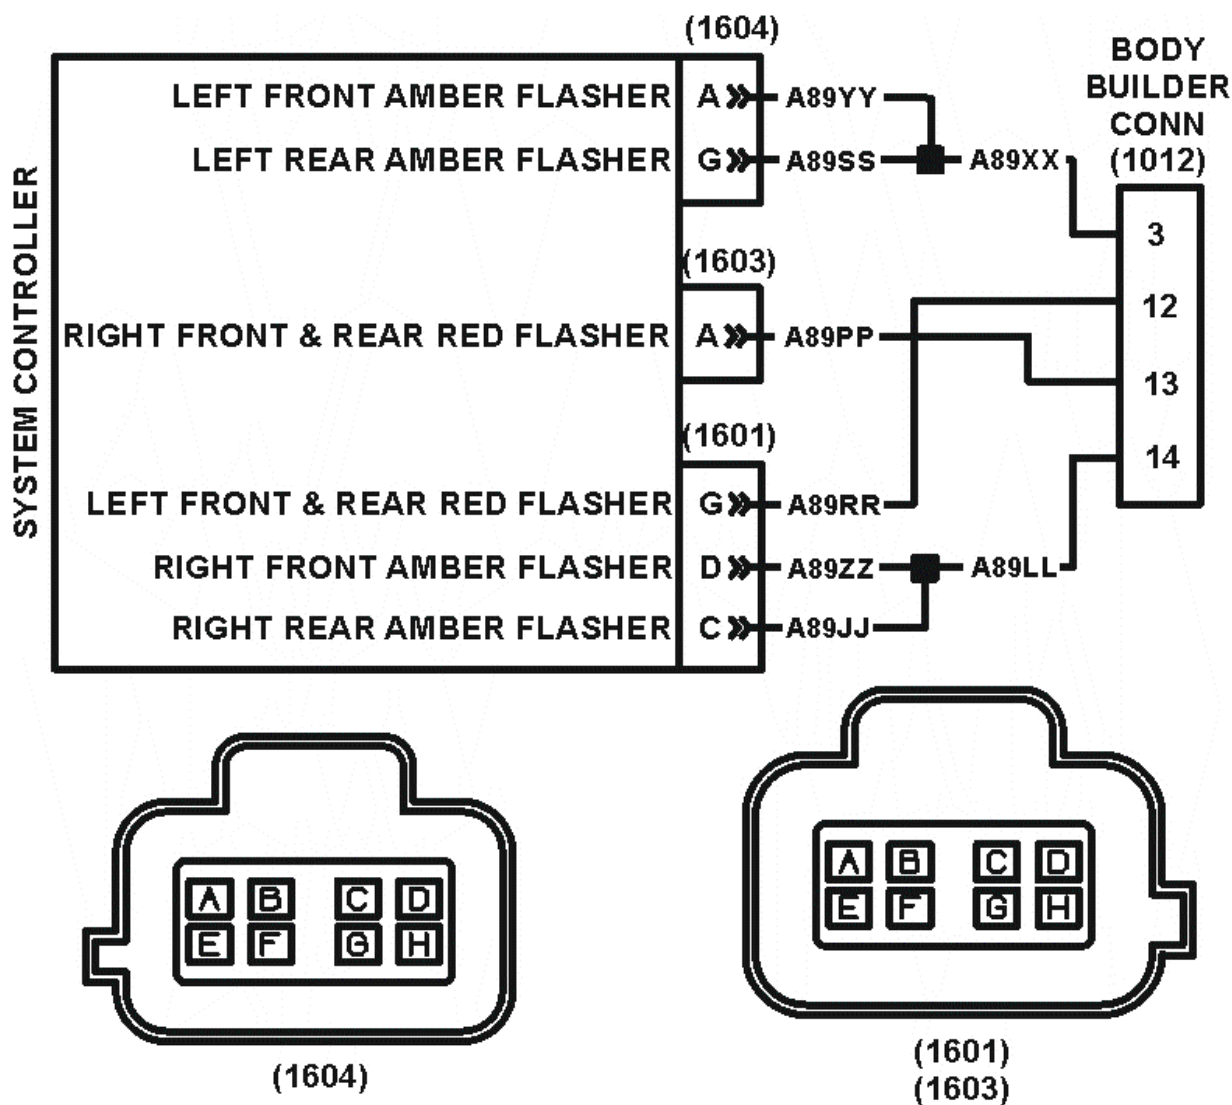 (1604)
BODY
BUILDER
CONN
(1012)
SYSTEM CONTROLLER
LEFT FRONT AMBER FLASHER A A89YY
LEFT REAR AMBER FLASHER G A89SS A89XX
3
(1603)
12
RIGHT FRONT & REAR RED FLASHER A A89PP
13
(1601)
14
LEFT FRONT & REAR RED FLASHER G A89RR
RIGHT FRONT AMBER FLASHER D A89ZZ A89LL
RIGHT REAR AMBER FLASHER C A89JJ
A B C D
E F G H
(1604)
A B C D
E F G H
(1601)
(1603)